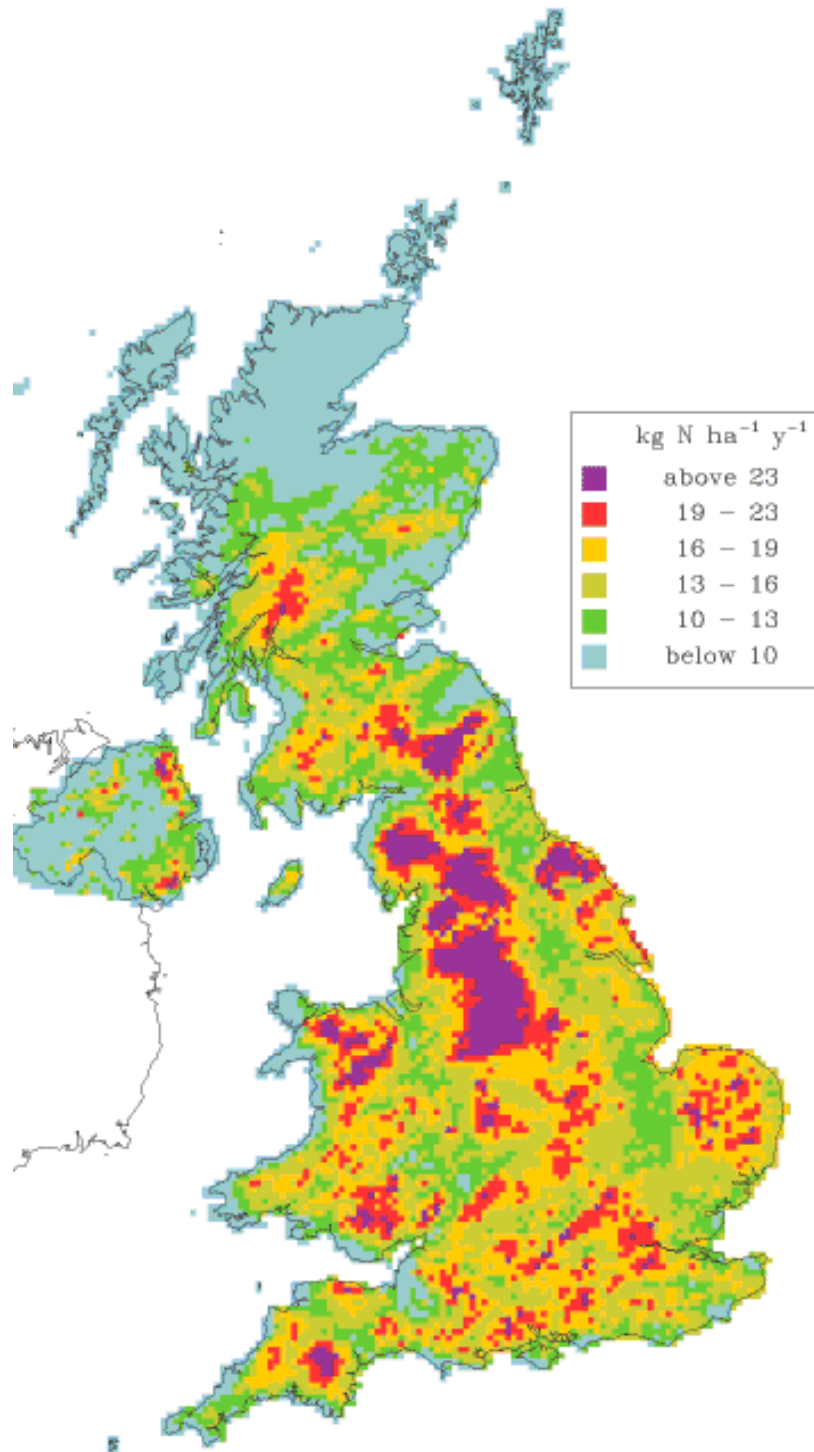 kg N ha⁻¹ y⁻¹
above 23
19 – 23
16 – 19
13 – 16
10 – 13
below 10